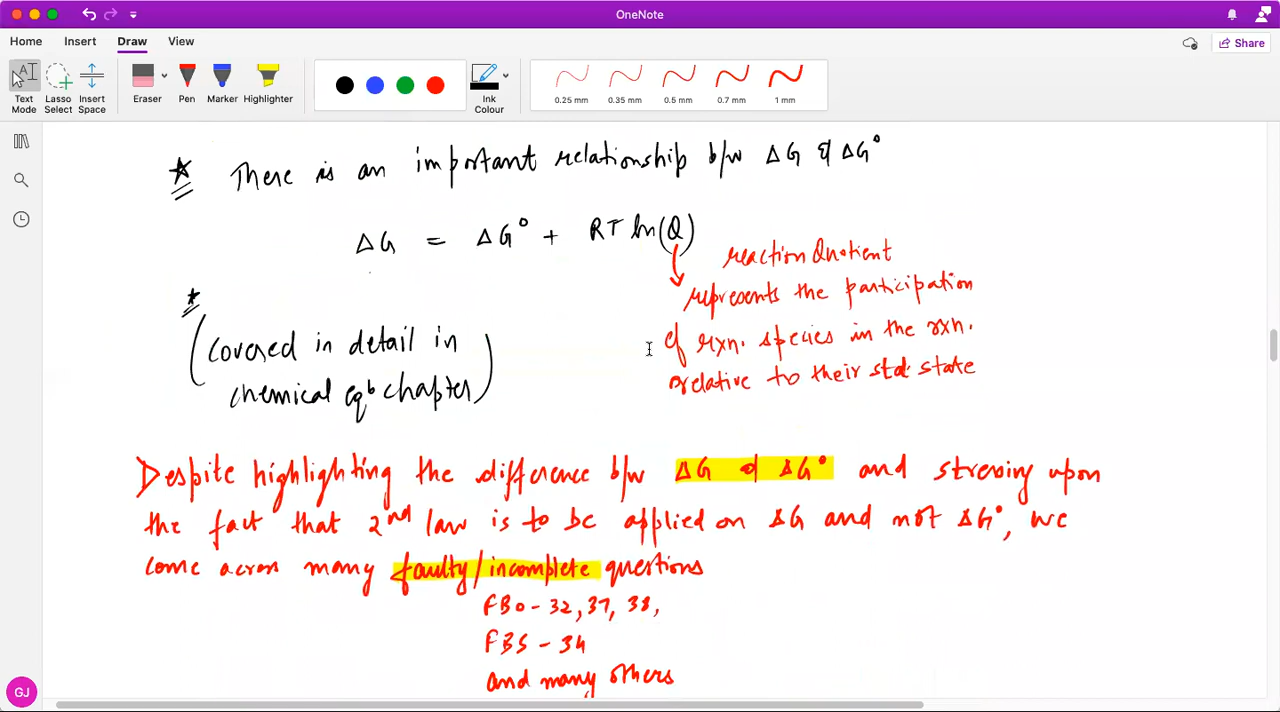 OneNote
Home Insert Draw View
Share
Text Mode
Lasso Select
Insert Space
Eraser
Pen
Marker
Highlighter
Ink Colour
0.25 mm 0.35 mm 0.5 mm 0.7 mm 1 mm
There is an important relationship b/w ΔG & ΔG°
ΔG = ΔG° + RT ln(Q)
reaction Quotient
represents the participation
of rxn. species in the rxn.
relative to their std. state
(covered in detail in
chemical eqb chapter)
Despite highlighting the difference b/w ΔG & ΔG° and stressing upon
the fact that 2nd law is to be applied on ΔG and not ΔG°, we
come across many faulty/incomplete questions
FBQ - 32, 37, 38,
FBS - 34
and many others
GJ